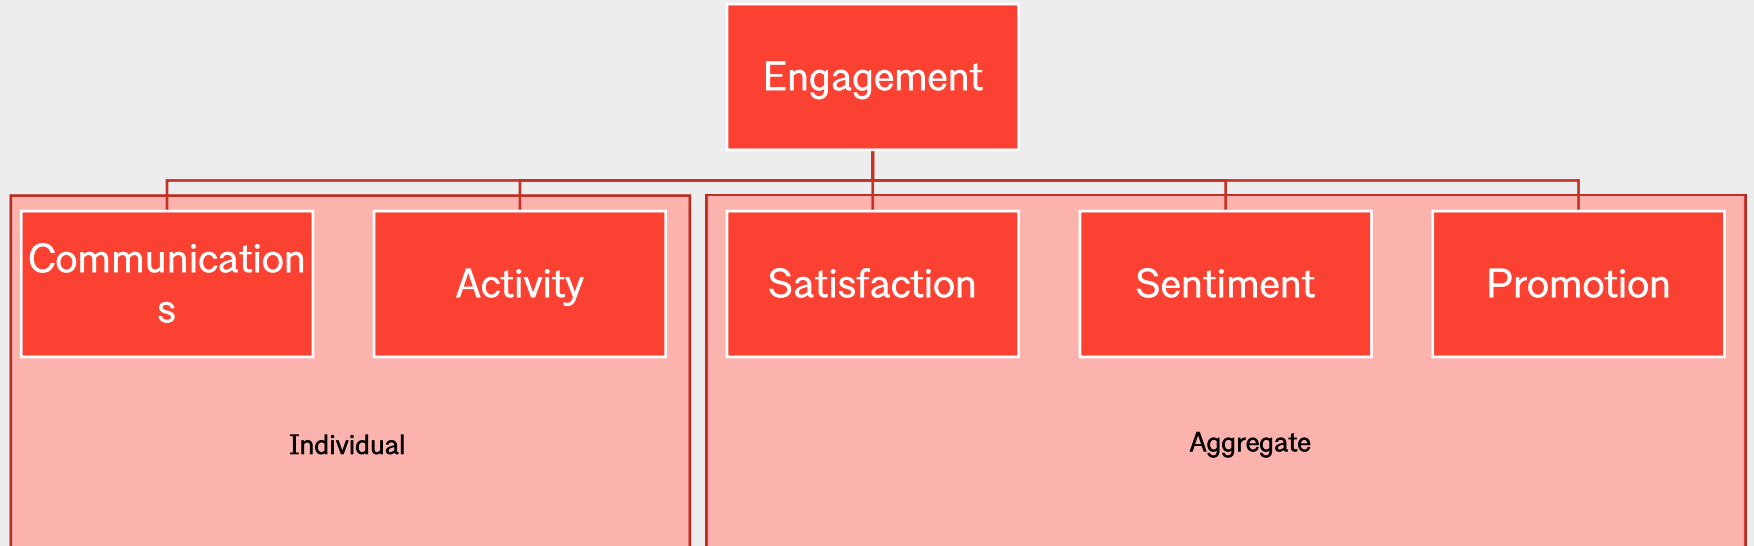 Engagement
Communication
s
Activity
Satisfaction
Sentiment
Promotion
Individual
Aggregate